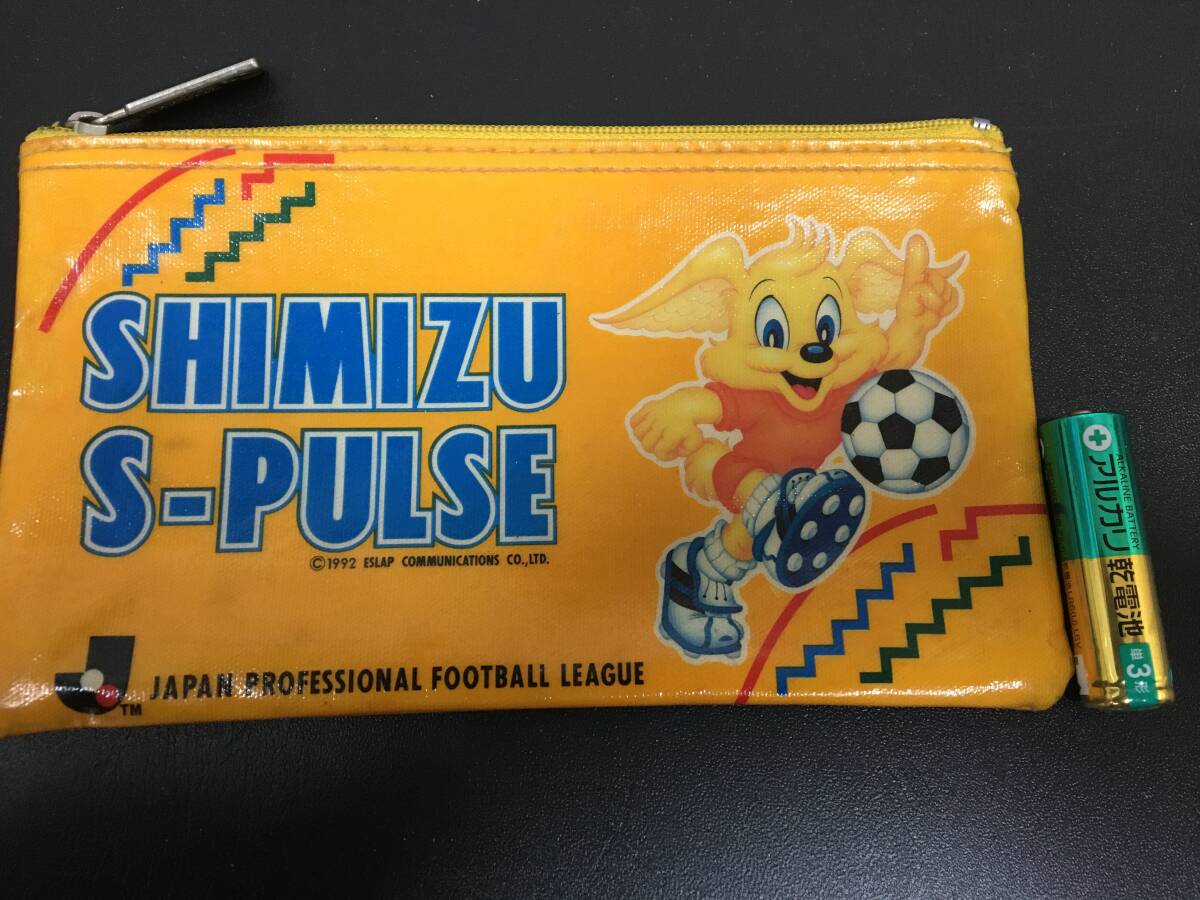 SHIMIZU
S-PULSE
©1992 ESLAP COMMUNICATIONS CO.,LTD.
J
TM
JAPAN PROFESSIONAL FOOTBALL LEAGUE
ALKALINE BATTERY
アルカリ乾電池
単3形